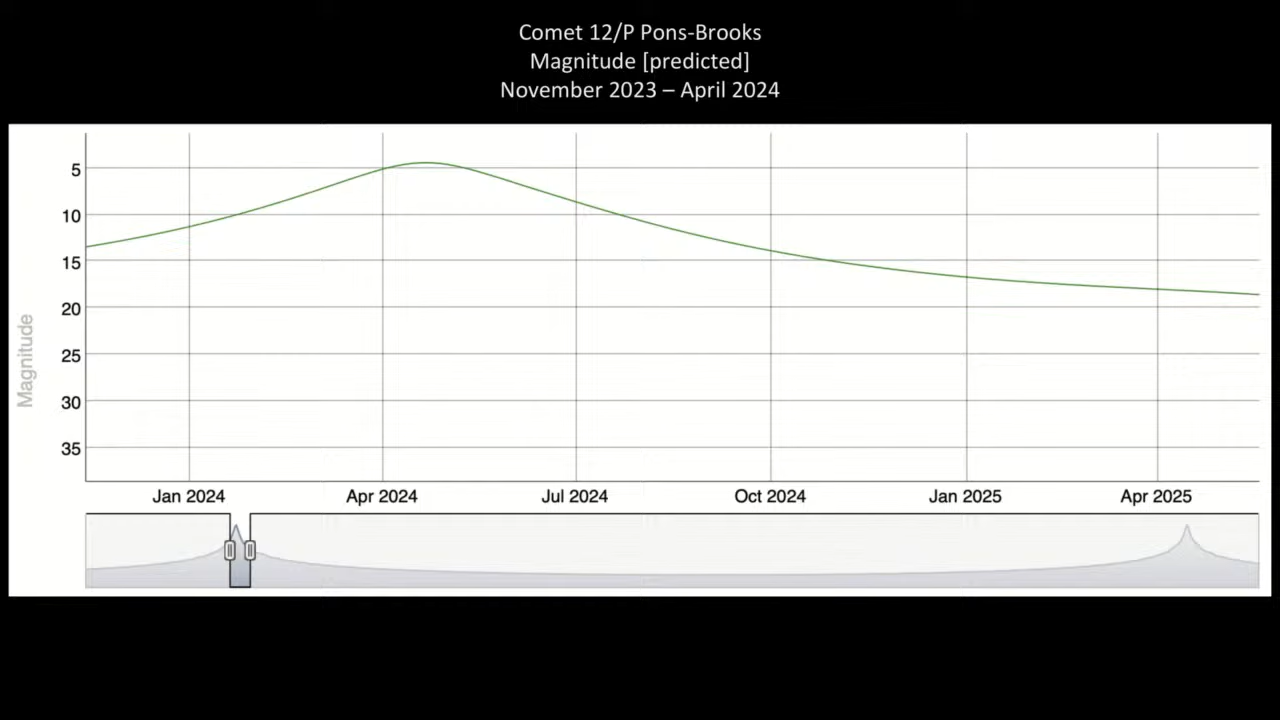 Comet 12/P Pons-Brooks
Magnitude [predicted]
November 2023 – April 2024
5
10
15
20
25
30
35
Magnitude
Jan 2024 Apr 2024 Jul 2024 Oct 2024 Jan 2025 Apr 2025